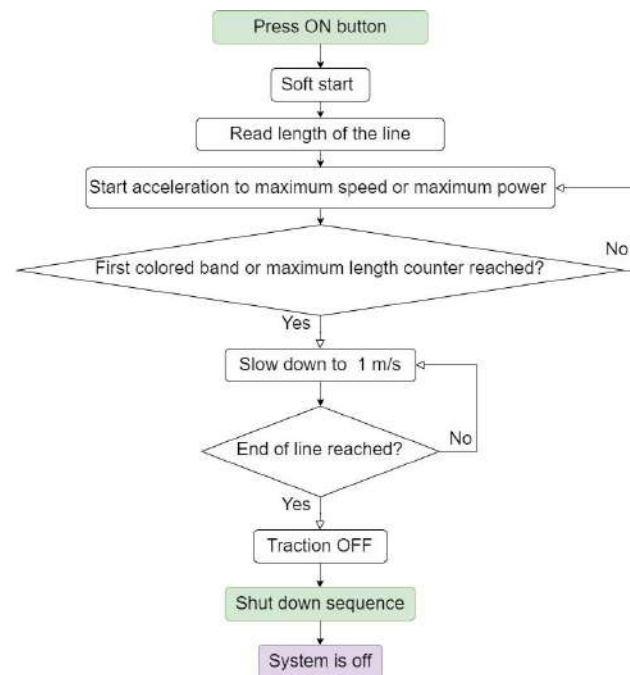 Press ON button
Soft start
Read length of the line
Start acceleration to maximum speed or maximum power
First colored band or maximum length counter reached?
No
Yes
Slow down to 1 m/s
End of line reached?
No
Yes
Traction OFF
Shut down sequence
System is off